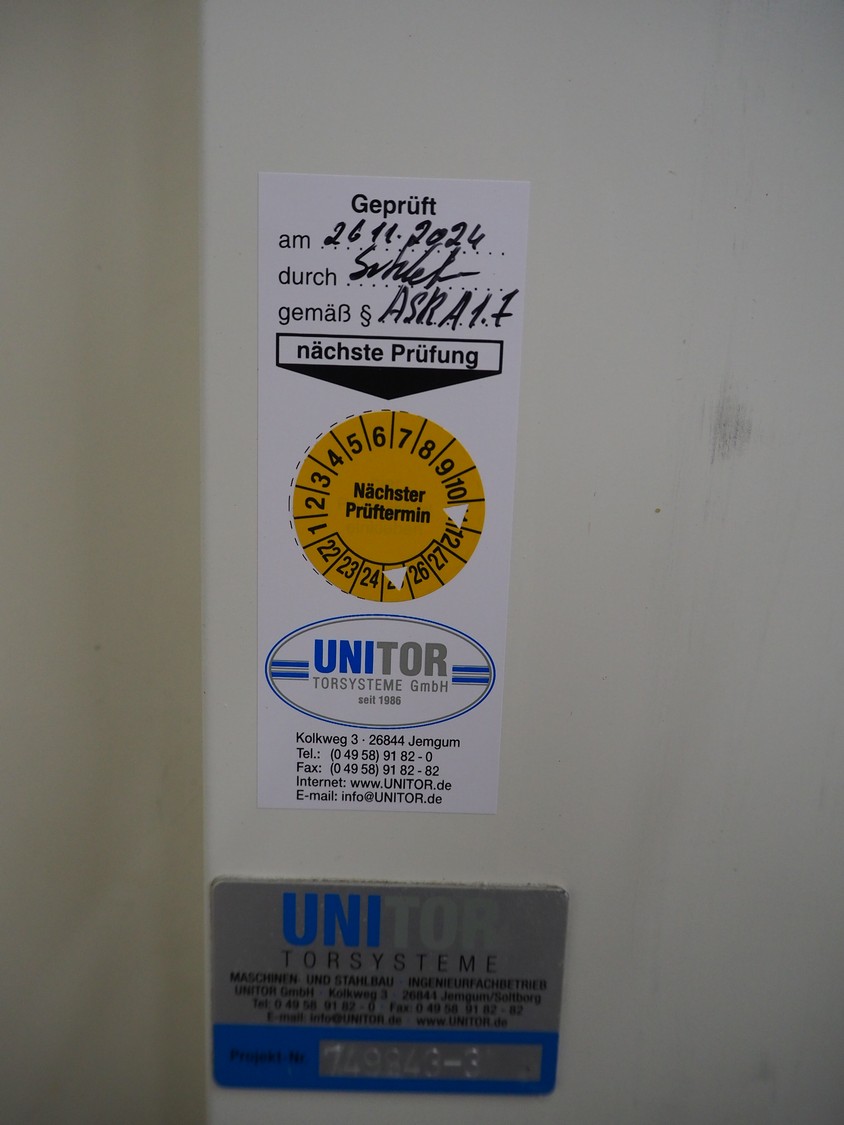 Geprüft
am 26 11. 2024
durch
gemäß § ASR A 1.7
nächste Prüfung
1 2 3 4 5 6 7 8 9 10 12
Nächster
Prüftermin
22 23 24 26 27
UNITOR
TORSYSTEME GmbH
seit 1986
Kolkweg 3 · 26844 Jemgum
Tel.: (0 49 58) 91 82 - 0
Fax: (0 49 58) 91 82 - 82
Internet: www.UNITOR.de
E-mail: info@UNITOR.de
UNITOR
TORSYSTEME
MASCHINEN- UND STAHLBAU · INGENIEURFACHBETRIEB
UNITOR GmbH · Kolkweg 3 · 26844 Jemgum/Soltborg
Tel: 0 49 58 91 82 - 0 · Fax: 0 49 58 91 82 - 82
E-mail: info@UNITOR.de · www.UNITOR.de
Projekt-Nr